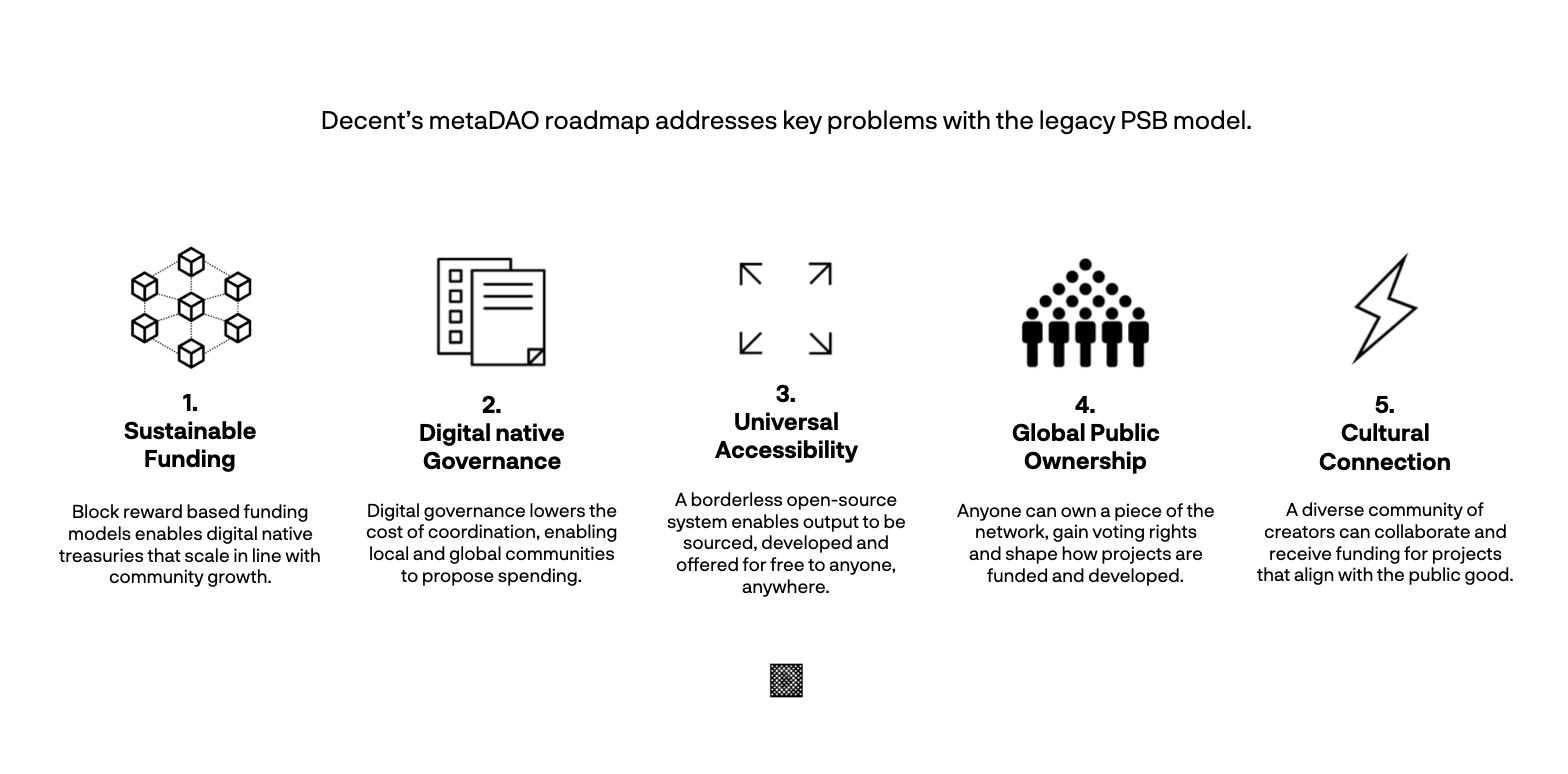 Decent’s metaDAO roadmap addresses key problems with the legacy PSB model.
1.
Sustainable
Funding
Block reward based funding
models enables digital native
treasuries that scale in line with
community growth.
2.
Digital native
Governance
Digital governance lowers the
cost of coordination, enabling
local and global communities
to propose spending.
3.
Universal
Accessibility
A borderless open-source
system enables output to be
sourced, developed and
offered for free to anyone,
anywhere.
4.
Global Public
Ownership
Anyone can own a piece of the
network, gain voting rights
and shape how projects are
funded and developed.
5.
Cultural
Connection
A diverse community of
creators can collaborate and
receive funding for projects
that align with the public good.